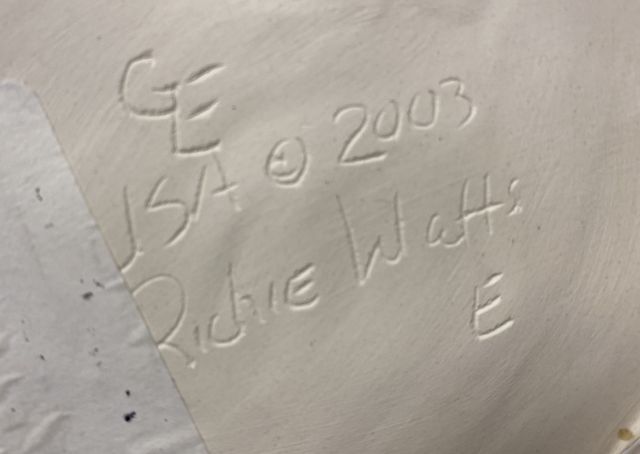 GE
USA © 2003
Richie Watts
E